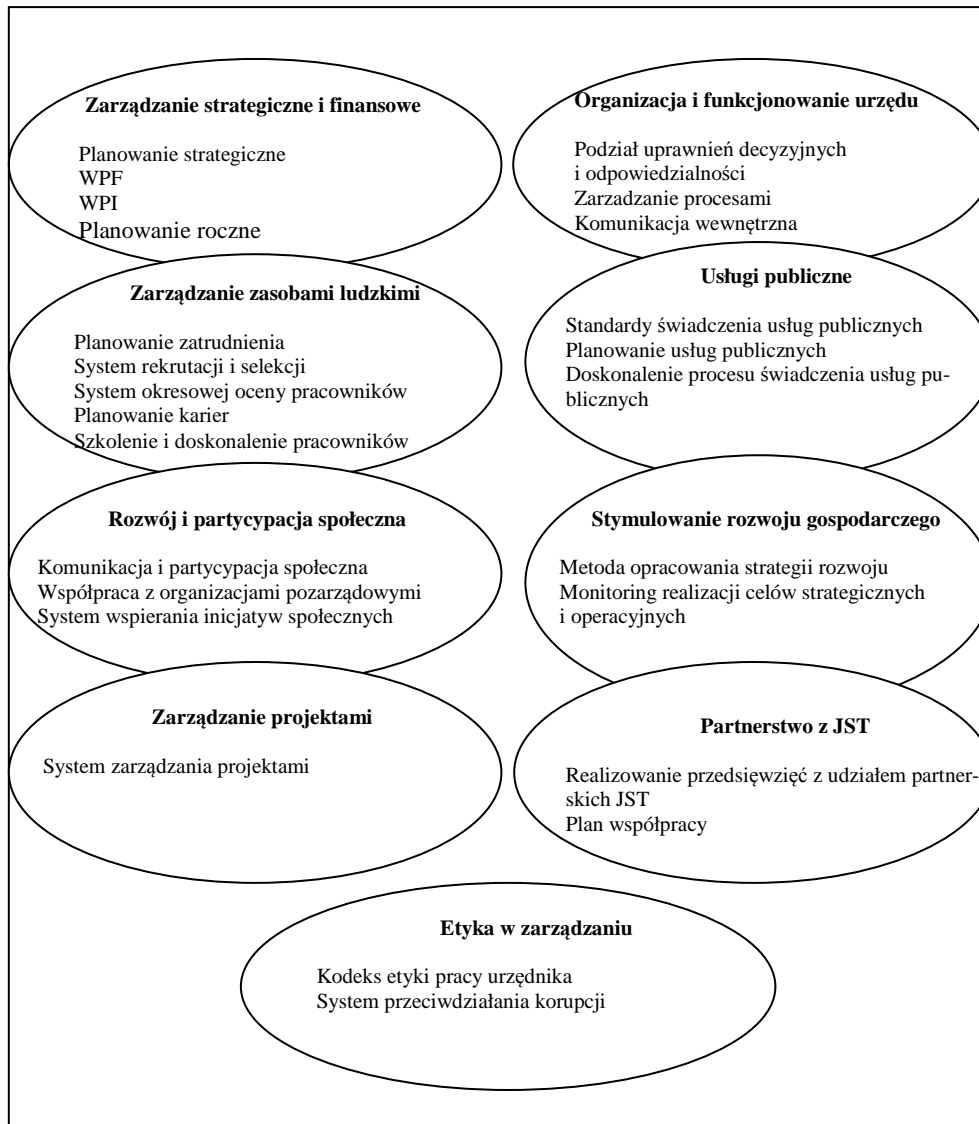 Zarządzanie strategiczne i finansowe
Planowanie strategiczne
WPF
WPI
Planowanie roczne
Organizacja i funkcjonowanie urzędu
Podział uprawnień decyzyjnych
i odpowiedzialności
Zarzadzanie procesami
Komunikacja wewnętrzna
Zarządzanie zasobami ludzkimi
Planowanie zatrudnienia
System rekrutacji i selekcji
System okresowej oceny pracowników
Planowanie karier
Szkolenie i doskonalenie pracowników
Usługi publiczne
Standardy świadczenia usług publicznych
Planowanie usług publicznych
Doskonalenie procesu świadczenia usług pu-
blicznych
Rozwój i partycypacja społeczna
Komunikacja i partycypacja społeczna
Współpraca z organizacjami pozarządowymi
System wspierania inicjatyw społecznych
Stymulowanie rozwoju gospodarczego
Metoda opracowania strategii rozwoju
Monitoring realizacji celów strategicznych
i operacyjnych
Zarządzanie projektami
System zarządzania projektami
Partnerstwo z JST
Realizowanie przedsięwzięć z udziałem partner-
skich JST
Plan współpracy
Etyka w zarządzaniu
Kodeks etyki pracy urzędnika
System przeciwdziałania korupcji